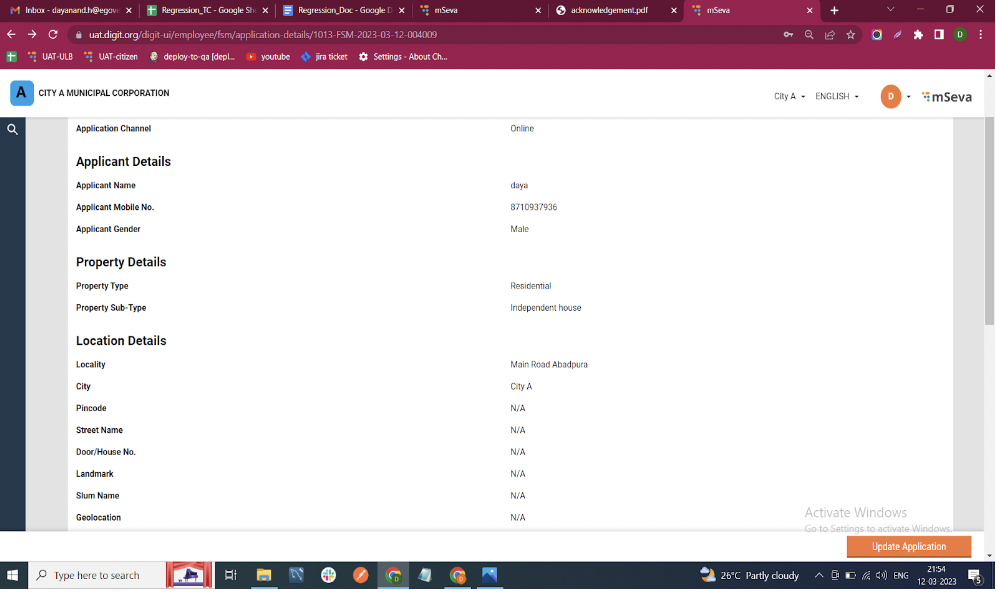 Inbox - dayanand.h@egov
Regression_TC - Google She
Regression_Doc - Google D
mSeva
acknowledgement.pdf
mSeva
uat.digit.org/digit-ui/employee/fsm/application-details/1013-FSM-2023-03-12-004009
D
UAT-ULB
UAT-citizen
deploy-to-qa [depl...
youtube
jira ticket
Settings - About Ch...
A
CITY A MUNICIPAL CORPORATION
City A
ENGLISH
D
mSeva
Application Channel Online
Applicant Details
Applicant Name daya
Applicant Mobile No. 8710937936
Applicant Gender Male
Property Details
Property Type Residential
Property Sub-Type Independent house
Location Details
Locality Main Road Abadpura
City City A
Pincode N/A
Street Name N/A
Door/House No. N/A
Landmark N/A
Slum Name N/A
Geolocation N/A
Activate Windows
Go to Settings to activate Windows.
Update Application
Type here to search
26°C Partly cloudy
ENG
21:54
12-03-2023
5